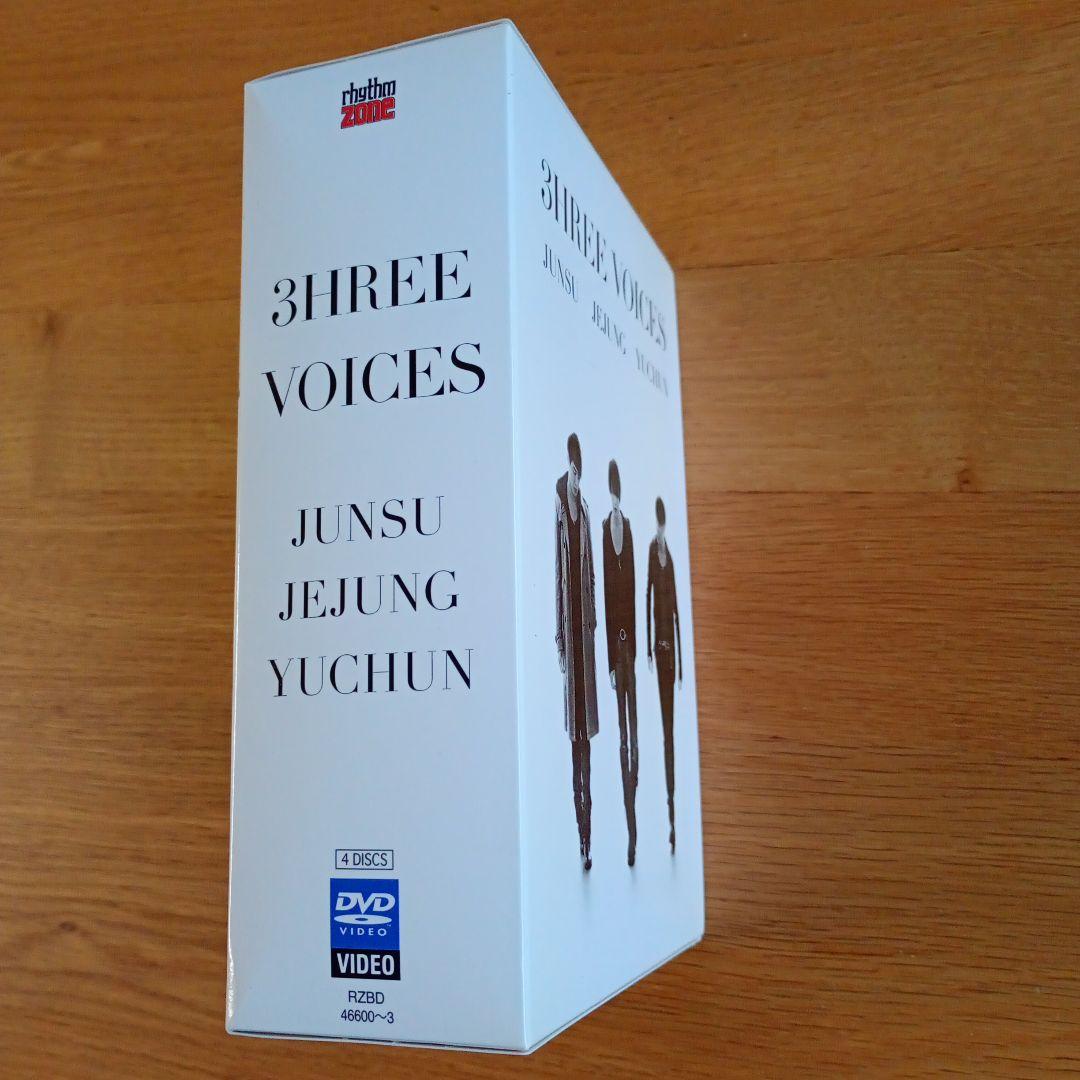 rhythm
zone
3HREE
VOICES
JUNSU
JEJUNG
YUCHUN
4 DISCS
DVD
VIDEO™
VIDEO
RZBD
46600~3
3HREE VOICES
JUNSU JEJUNG YUCHUN